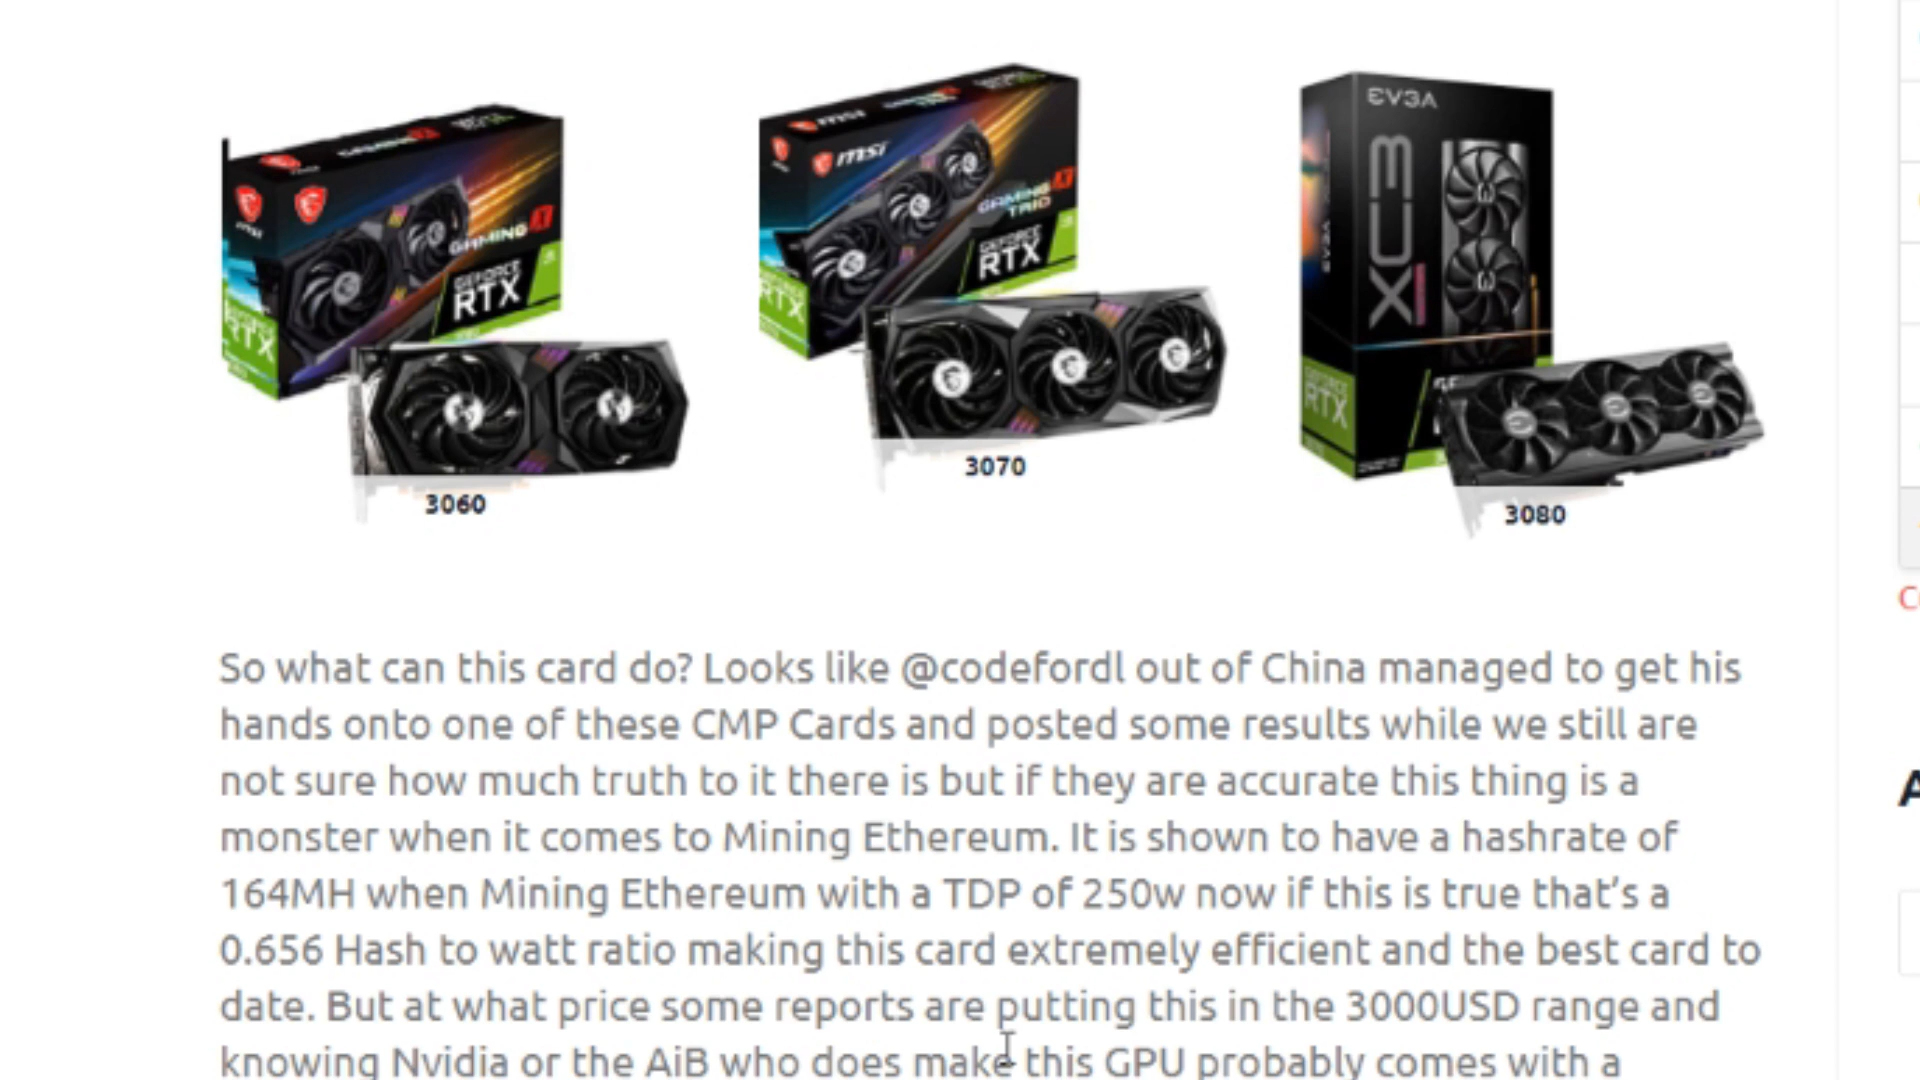 EVGA
XC3
msi
GAMING X
GAMING X
TRIO
GEFORCE
RTX
GEFORCE
RTX
GEFORCE
RTX
GEFORCE
RTX
3060
3070
3080
So what can this card do? Looks like @codefordl out of China managed to get his
hands onto one of these CMP Cards and posted some results while we still are
not sure how much truth to it there is but if they are accurate this thing is a
monster when it comes to Mining Ethereum. It is shown to have a hashrate of
164MH when Mining Ethereum with a TDP of 250w now if this is true that’s a
0.656 Hash to watt ratio making this card extremely efficient and the best card to
date. But at what price some reports are putting this in the 3000USD range and
knowing Nvidia or the AiB who does make this GPU probably comes with a